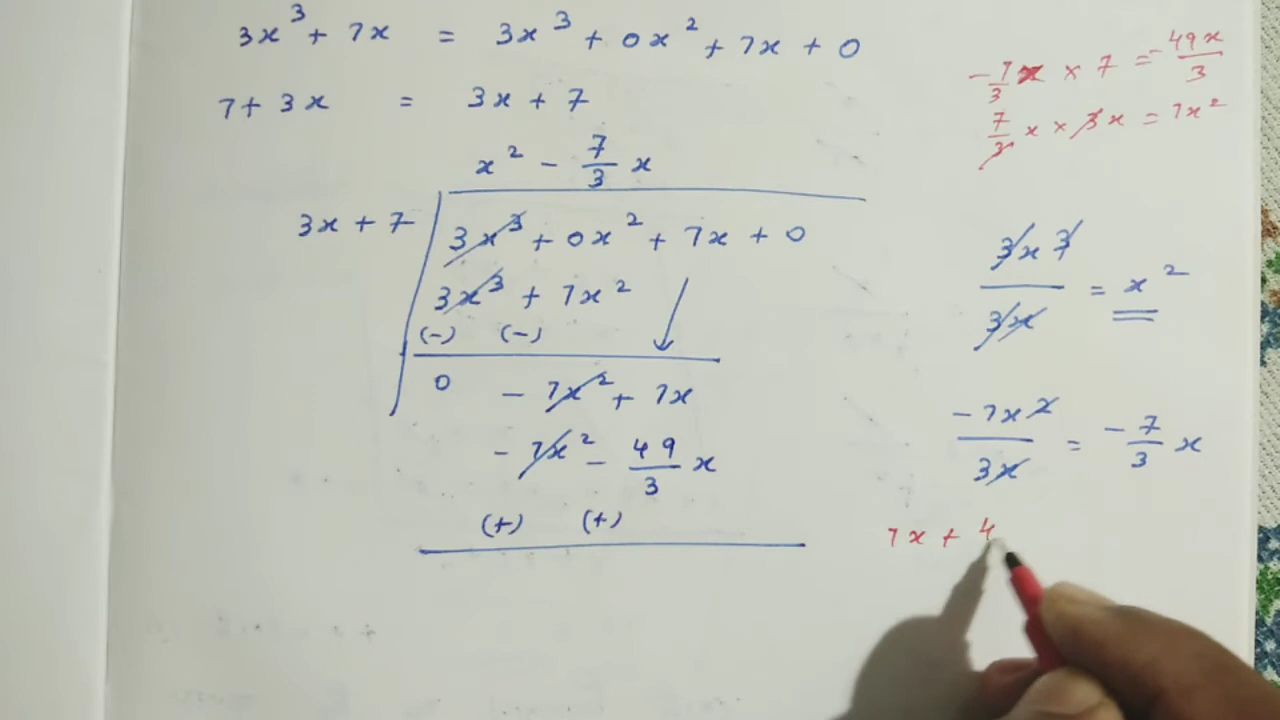 3x³ + 7x = 3x³ + 0x² + 7x + 0
7 + 3x = 3x + 7
x² - 7/3 x
3x + 7 3x³ + 0x² + 7x + 0
3x³ + 7x²
(-) (-)
0 - 7x² + 7x
- 7x² - 49/3 x
(+) (+)
-7/3 x × 7 = -49x/3
7/3 x × 3x = 7x²
3x3/3x = x²
-7x²/3x = -7/3 x
7x + 4